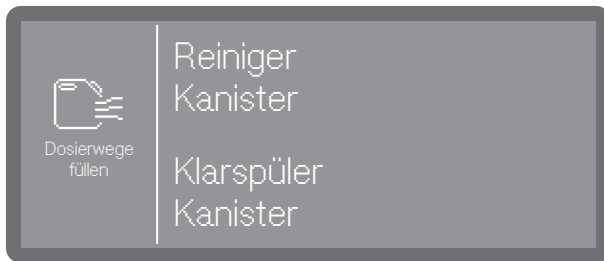 Dosierwege
füllen
Reiniger
Kanister
Klarspüler
Kanister